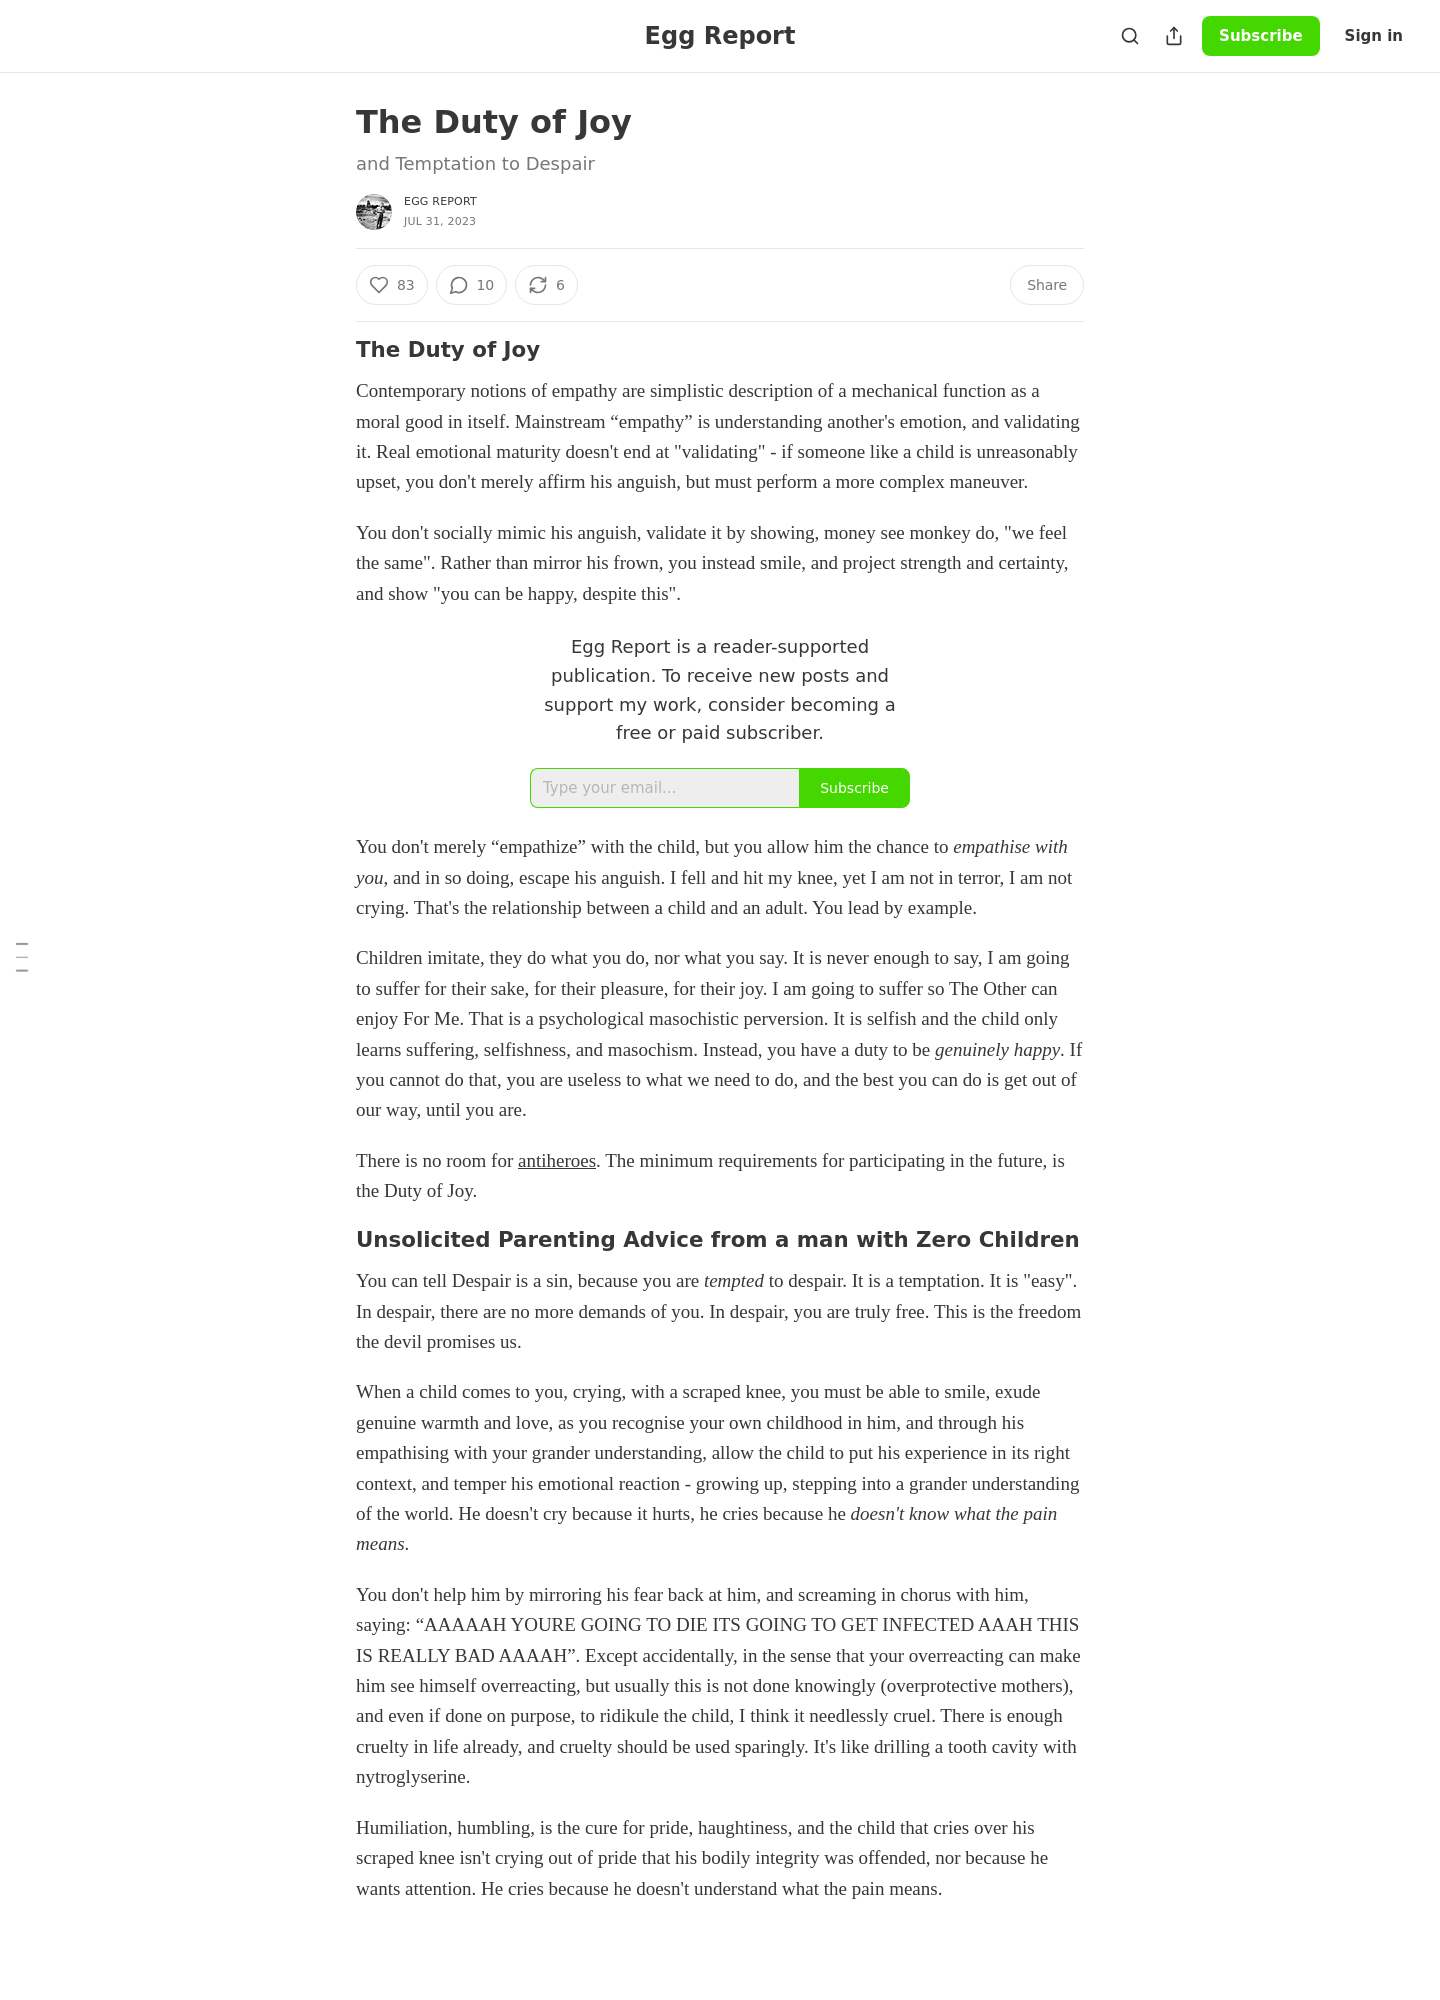 Egg Report
Subscribe
Sign in
The Duty of Joy
and Temptation to Despair
EGG REPORT
JUL 31, 2023
83
10
6
Share
The Duty of Joy
Contemporary notions of empathy are simplistic description of a mechanical function as a
moral good in itself. Mainstream “empathy” is understanding another's emotion, and validating
it. Real emotional maturity doesn't end at "validating" - if someone like a child is unreasonably
upset, you don't merely affirm his anguish, but must perform a more complex maneuver.
You don't socially mimic his anguish, validate it by showing, money see monkey do, "we feel
the same". Rather than mirror his frown, you instead smile, and project strength and certainty,
and show "you can be happy, despite this".
Egg Report is a reader-supported
publication. To receive new posts and
support my work, consider becoming a
free or paid subscriber.
Type your email...
Subscribe
You don't merely “empathize” with the child, but you allow him the chance to empathise with
you, and in so doing, escape his anguish. I fell and hit my knee, yet I am not in terror, I am not
crying. That's the relationship between a child and an adult. You lead by example.
Children imitate, they do what you do, nor what you say. It is never enough to say, I am going
to suffer for their sake, for their pleasure, for their joy. I am going to suffer so The Other can
enjoy For Me. That is a psychological masochistic perversion. It is selfish and the child only
learns suffering, selfishness, and masochism. Instead, you have a duty to be genuinely happy. If
you cannot do that, you are useless to what we need to do, and the best you can do is get out of
our way, until you are.
There is no room for antiheroes. The minimum requirements for participating in the future, is
the Duty of Joy.
Unsolicited Parenting Advice from a man with Zero Children
You can tell Despair is a sin, because you are tempted to despair. It is a temptation. It is "easy".
In despair, there are no more demands of you. In despair, you are truly free. This is the freedom
the devil promises us.
When a child comes to you, crying, with a scraped knee, you must be able to smile, exude
genuine warmth and love, as you recognise your own childhood in him, and through his
empathising with your grander understanding, allow the child to put his experience in its right
context, and temper his emotional reaction - growing up, stepping into a grander understanding
of the world. He doesn't cry because it hurts, he cries because he doesn't know what the pain
means.
You don't help him by mirroring his fear back at him, and screaming in chorus with him,
saying: “AAAAAH YOURE GOING TO DIE ITS GOING TO GET INFECTED AAAH THIS
IS REALLY BAD AAAAH”. Except accidentally, in the sense that your overreacting can make
him see himself overreacting, but usually this is not done knowingly (overprotective mothers),
and even if done on purpose, to ridikule the child, I think it needlessly cruel. There is enough
cruelty in life already, and cruelty should be used sparingly. It's like drilling a tooth cavity with
nytroglyserine.
Humiliation, humbling, is the cure for pride, haughtiness, and the child that cries over his
scraped knee isn't crying out of pride that his bodily integrity was offended, nor because he
wants attention. He cries because he doesn't understand what the pain means.